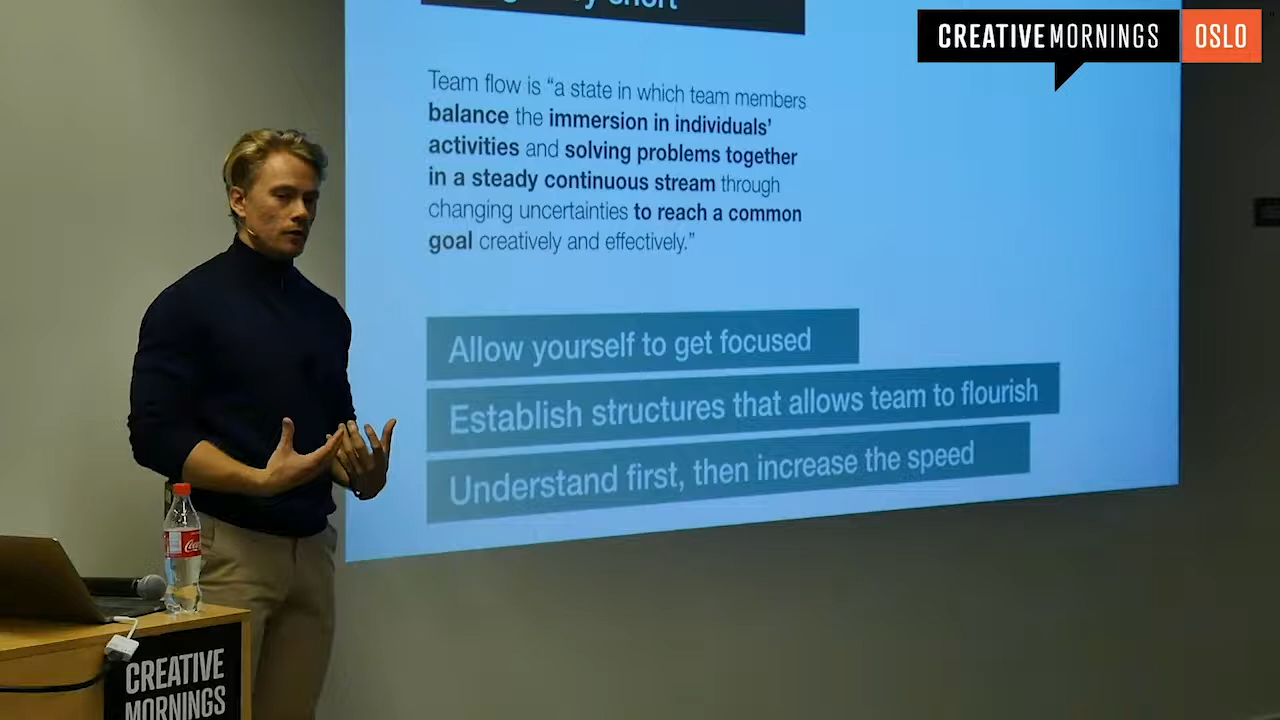 CREATIVEMORNINGS OSLO
short
Team flow is “a state in which team members
balance the immersion in individuals’
activities and solving problems together
in a steady continuous stream through
changing uncertainties to reach a common
goal creatively and effectively.”
Allow yourself to get focused
Establish structures that allows team to flourish
Understand first, then increase the speed
CREATIVE
MORNINGS